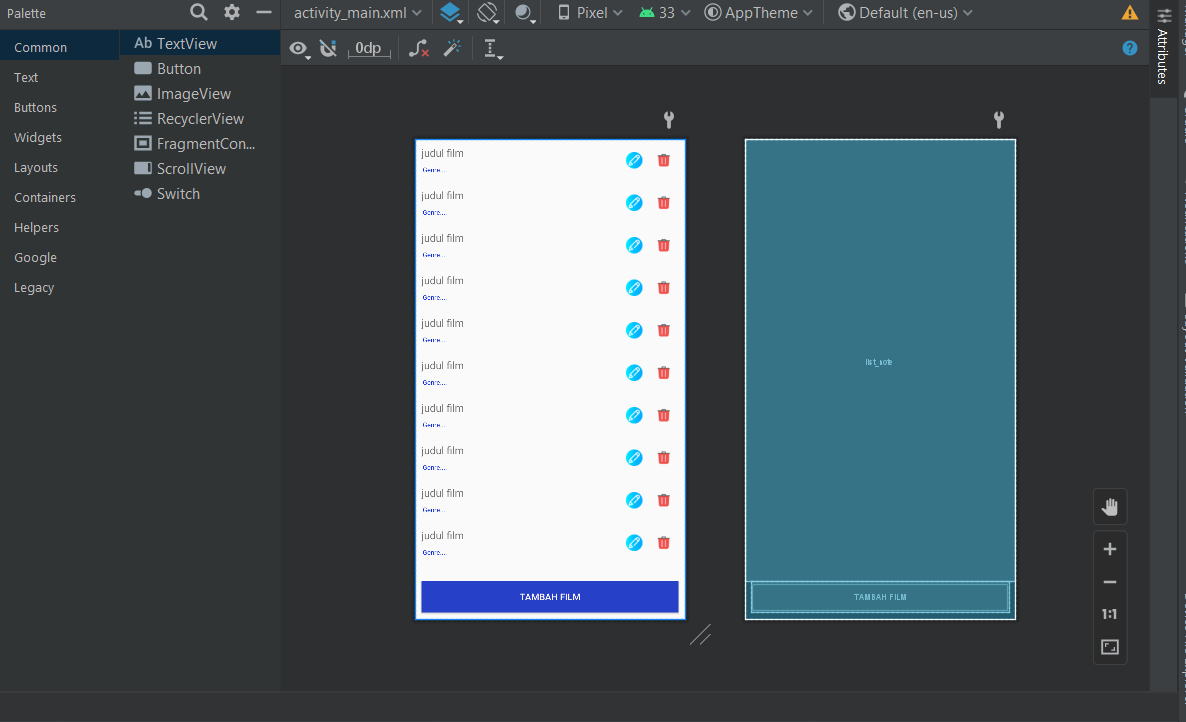 Palette
activity_main.xml
Pixel
33
AppTheme
Default (en-us)
Common
Text
Buttons
Widgets
Layouts
Containers
Helpers
Google
Legacy
Ab TextView
Button
ImageView
RecyclerView
FragmentCon...
ScrollView
Switch
0dp
?
Attributes
judul film
Genre...
judul film
Genre...
judul film
Genre...
judul film
Genre...
judul film
Genre...
judul film
Genre...
judul film
Genre...
judul film
Genre...
judul film
Genre...
judul film
Genre...
TAMBAH FILM
list_note
TAMBAH FILM
1:1